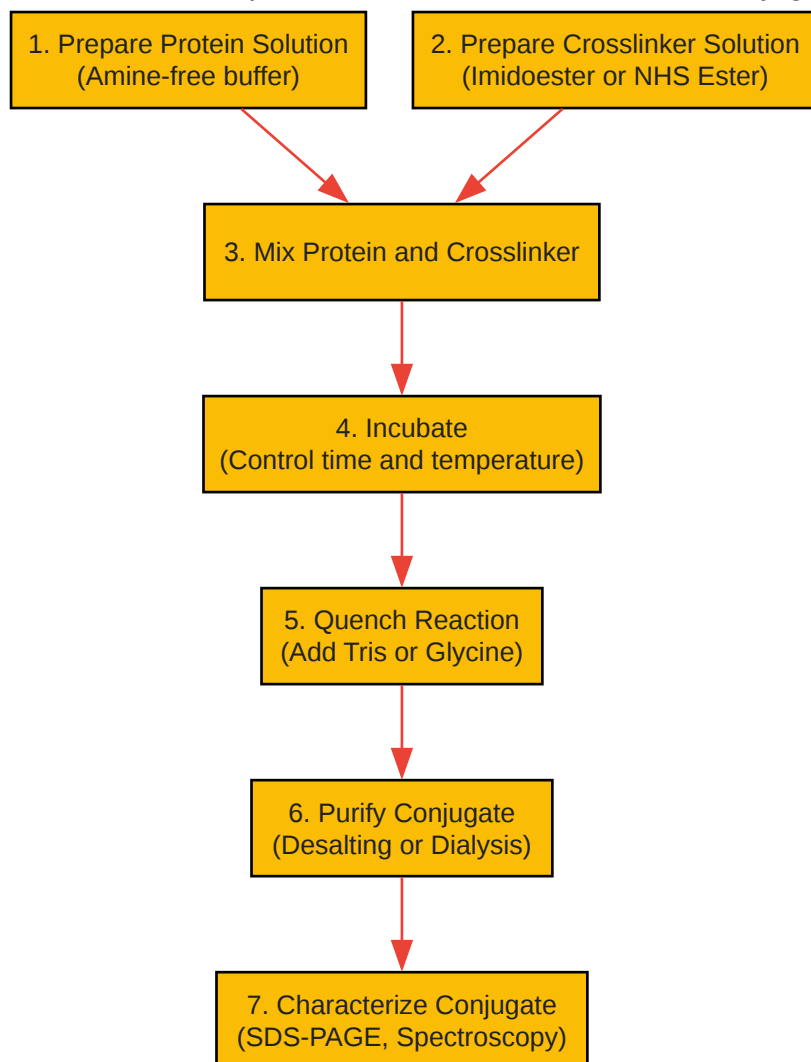 1. Prepare Protein Solution
(Amine-free buffer)
2. Prepare Crosslinker Solution
(Imidoester or NHS Ester)
3. Mix Protein and Crosslinker
4. Incubate
(Control time and temperature)
5. Quench Reaction
(Add Tris or Glycine)
6. Purify Conjugate
(Desalting or Dialysis)
7. Characterize Conjugate
(SDS-PAGE, Spectroscopy)